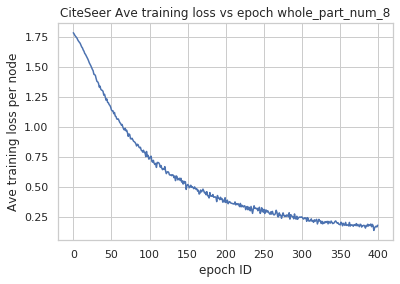 CiteSeer Ave training loss vs epoch whole_part_num_8
Ave training loss per node
1.75
1.50
1.25
1.00
0.75
0.50
0.25
0 50 100 150 200 250 300 350 400
epoch ID